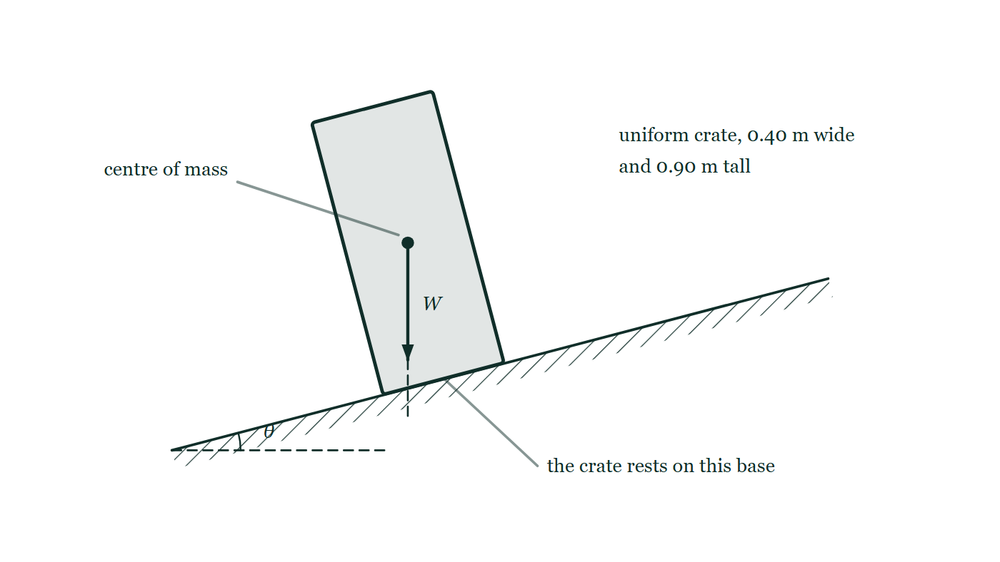 uniform crate, 0.40 m wide
and 0.90 m tall
centre of mass
W
θ
the crate rests on this base